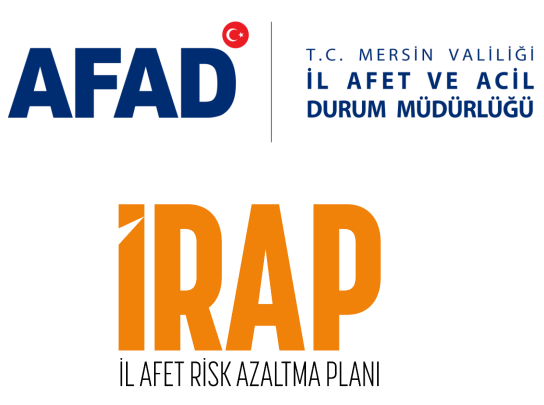 AFAD
T.C. MERSİN VALİLİĞİ
İL AFET VE ACİL
DURUM MÜDÜRLÜĞÜ
İRAP
İL AFET RİSK AZALTMA PLANI